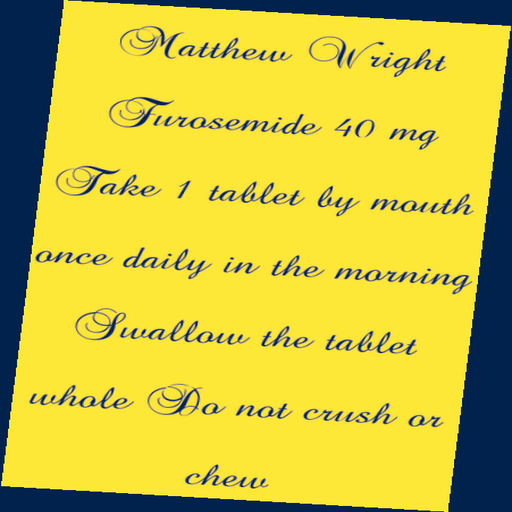 Matthew Wright
Furosemide 40 mg
Take 1 tablet by mouth
once daily in the morning
Swallow the tablet
whole Do not crush or
chew